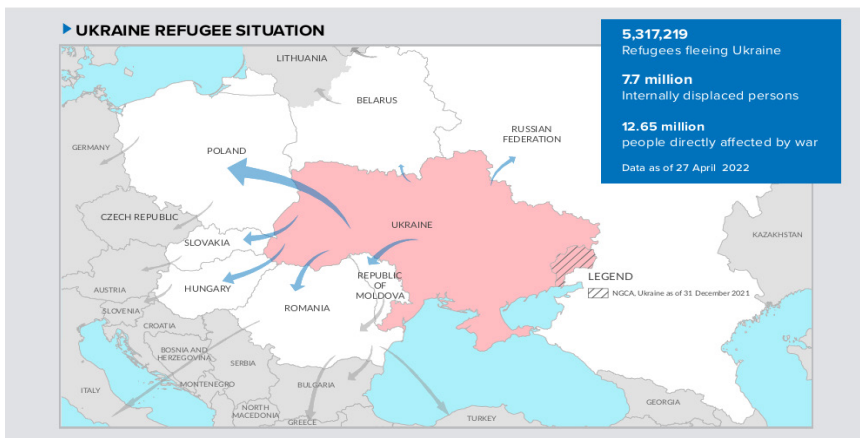 UKRAINE REFUGEE SITUATION
5,317,219
Refugees fleeing Ukraine
7.7 million
Internally displaced persons
12.65 million
people directly affected by war
Data as of 27 April 2022
LITHUANIA
BELARUS
RUSSIAN
FEDERATION
GERMANY
POLAND
CZECH REPUBLIC
UKRAINE
SLOVAKIA
KAZAKHSTAN
AUSTRIA
HUNGARY
REPUBLIC
OF
MOLDOVA
LEGEND
NGCA, Ukraine as of 31 December 2021
SLOVENIA
ROMANIA
CROATIA
BOSNIA AND
HERZEGOVINA
SERBIA
ITALY
MONTENEGRO
BULGARIA
NORTH
MACEDONIA
GREECE
TURKEY
GEORGIA